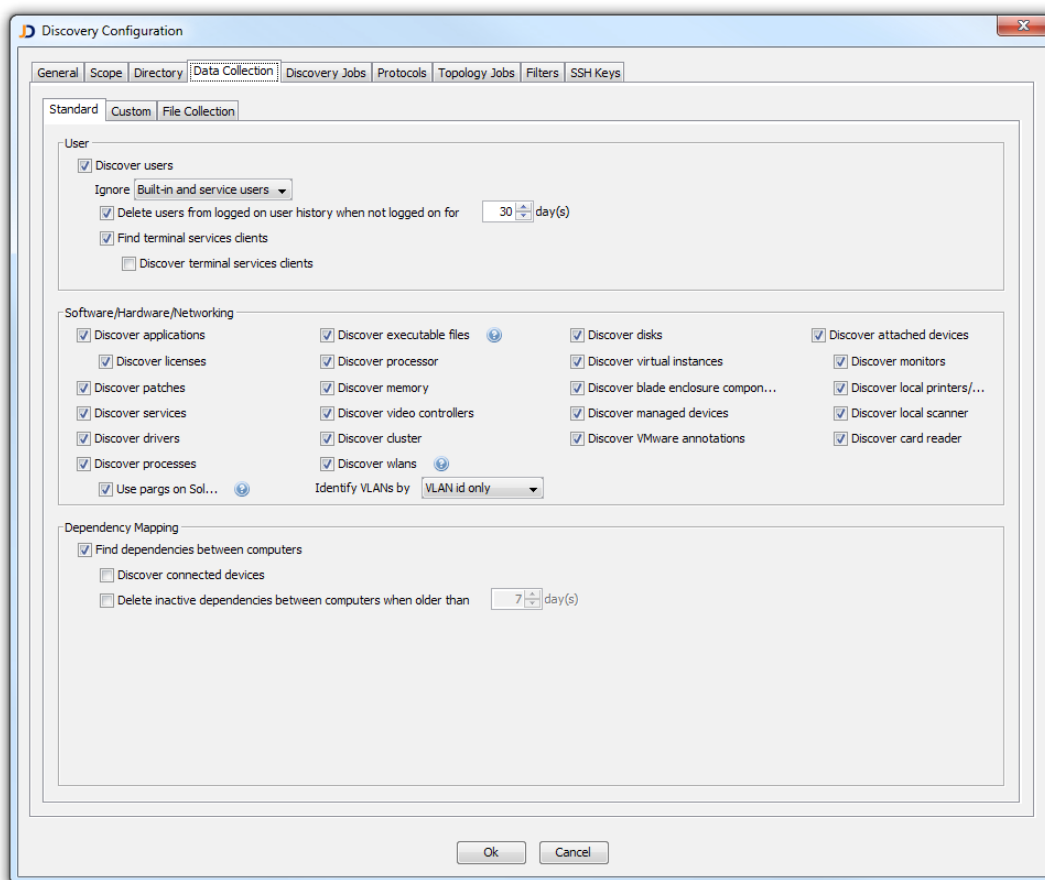 Discovery Configuration
General Scope Directory Data Collection Discovery Jobs Protocols Topology Jobs Filters SSH Keys
Standard Custom File Collection
User
Discover users
Ignore Built-in and service users
Delete users from logged on user history when not logged on for 30 day(s)
Find terminal services clients
Discover terminal services clients
Software/Hardware/Networking
Discover applications Discover executable files ? Discover disks Discover attached devices
Discover licenses Discover processor Discover virtual instances Discover monitors
Discover patches Discover memory Discover blade enclosure compon... Discover local printers/...
Discover services Discover video controllers Discover managed devices Discover local scanner
Discover drivers Discover cluster Discover VMware annotations Discover card reader
Discover processes Discover wlans ?
Use pargs on Sol... ? Identify VLANs by VLAN id only
Dependency Mapping
Find dependencies between computers
Discover connected devices
Delete inactive dependencies between computers when older than 7 day(s)
Ok Cancel